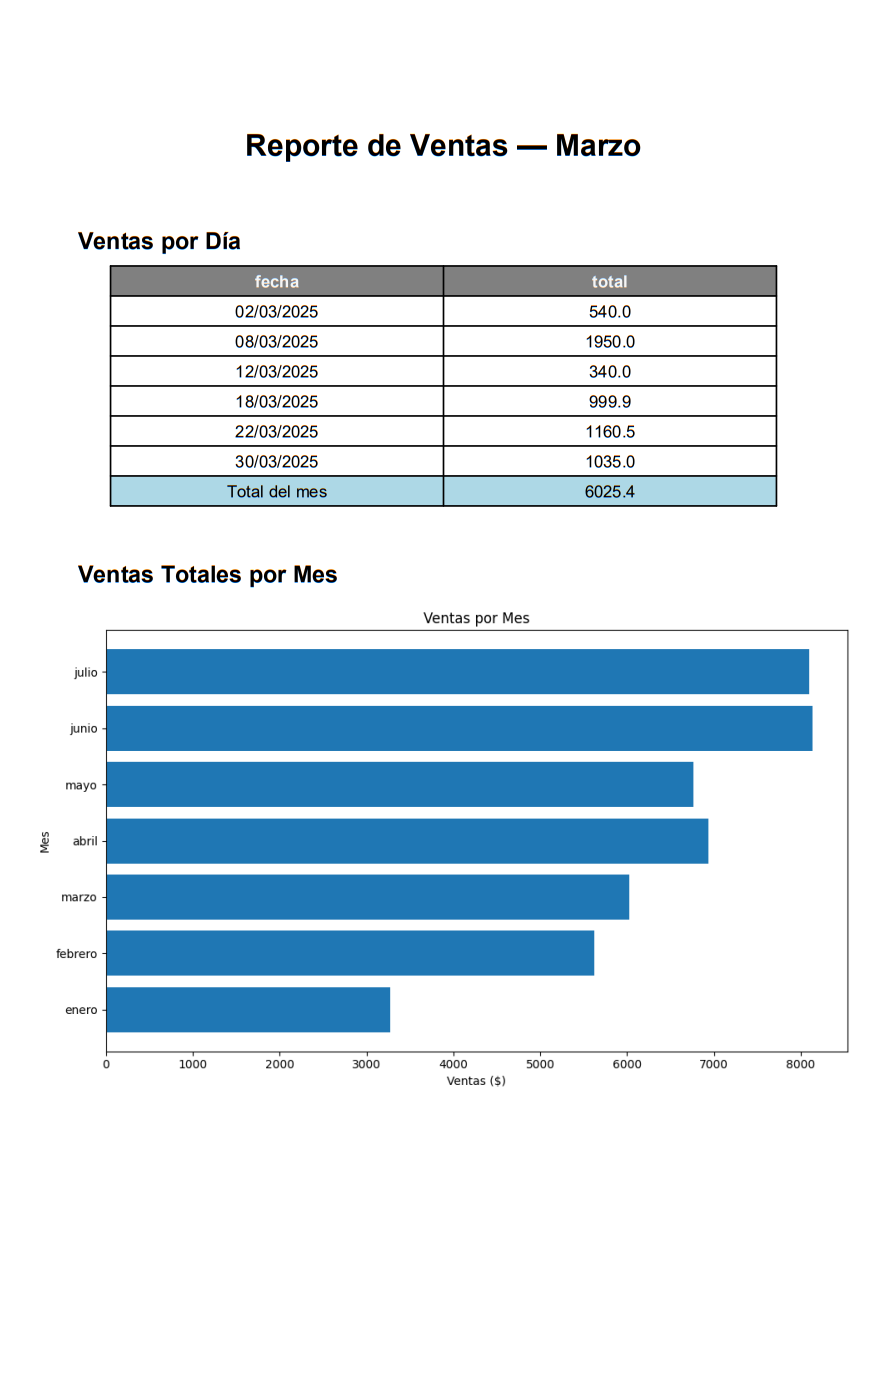 Reporte de Ventas — Marzo
Ventas por Día
fecha total
02/03/2025 540.0
08/03/2025 1950.0
12/03/2025 340.0
18/03/2025 999.9
22/03/2025 1160.5
30/03/2025 1035.0
Total del mes 6025.4
Ventas Totales por Mes
Ventas por Mes
julio
junio
mayo
abril
marzo
febrero
enero
Mes
0 1000 2000 3000 4000 5000 6000 7000 8000
Ventas ($)